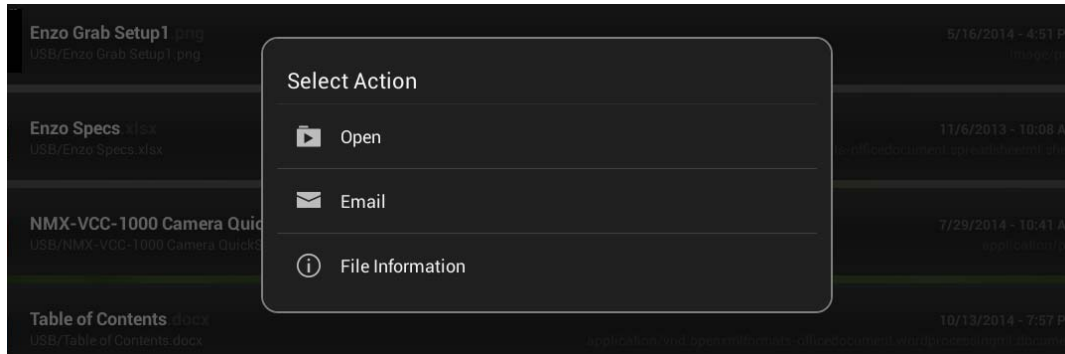 Enzo Grab Setup1.png
5/16/2014 - 4:51 P
USB/Enzo Grab Setup1.png
image/p
Select Action
Open
Enzo Specs.xlsx
11/6/2013 - 10:08 A
USB/Enzo Specs.xlsx
Email
NMX-VCC-1000 Camera Quic
7/29/2014 - 10:41 A
USB/NMX-VCC-1000 Camera QuickS
application/p
File Information
Table of Contents.docx
10/13/2014 - 7:57 P
USB/Table of Contents.docx
application/vnd.openxmlformats-officedocument.wordprocessingml.docume